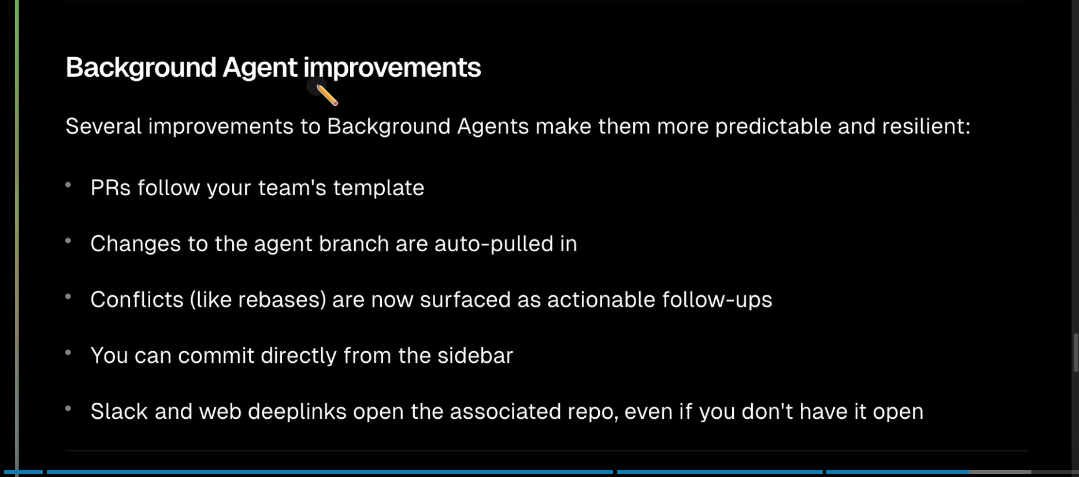 Background Agent improvements
Several improvements to Background Agents make them more predictable and resilient:
PRs follow your team's template
Changes to the agent branch are auto-pulled in
Conflicts (like rebases) are now surfaced as actionable follow-ups
You can commit directly from the sidebar
Slack and web deeplinks open the associated repo, even if you don't have it open